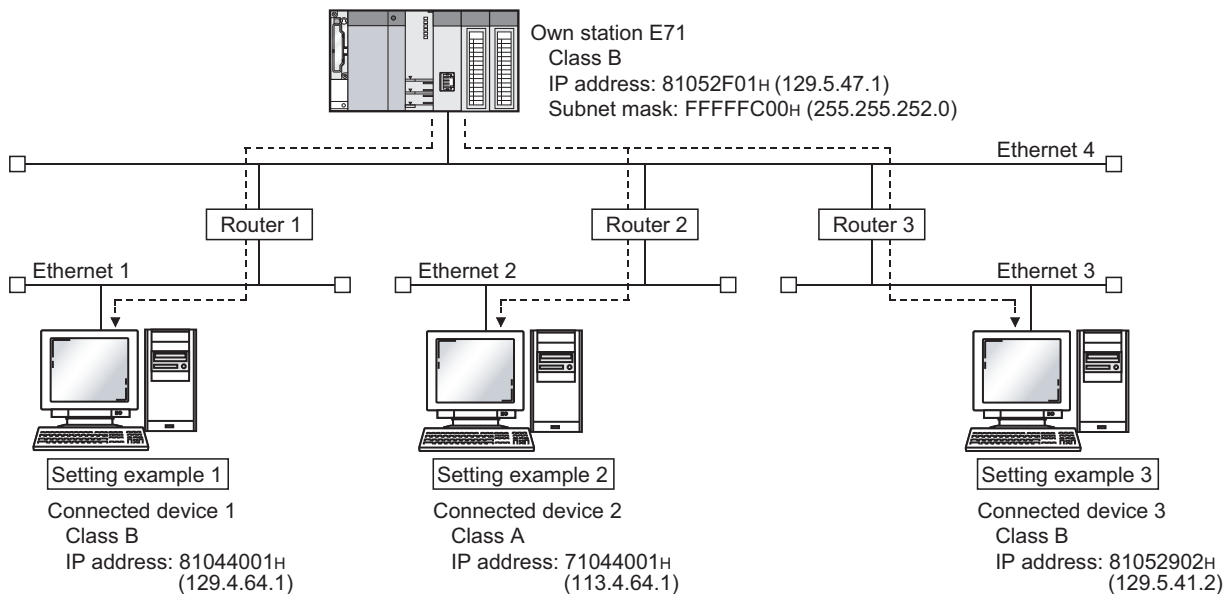 Own station E71
Class B
IP address: 81052F01H (129.5.47.1)
Subnet mask: FFFFFC00H (255.255.252.0)
Ethernet 4
Router 1
Router 2
Router 3
Ethernet 1
Ethernet 2
Ethernet 3
Setting example 1
Setting example 2
Setting example 3
Connected device 1
Class B
IP address: 81044001H
(129.4.64.1)
Connected device 2
Class A
IP address: 71044001H
(113.4.64.1)
Connected device 3
Class B
IP address: 81052902H
(129.5.41.2)